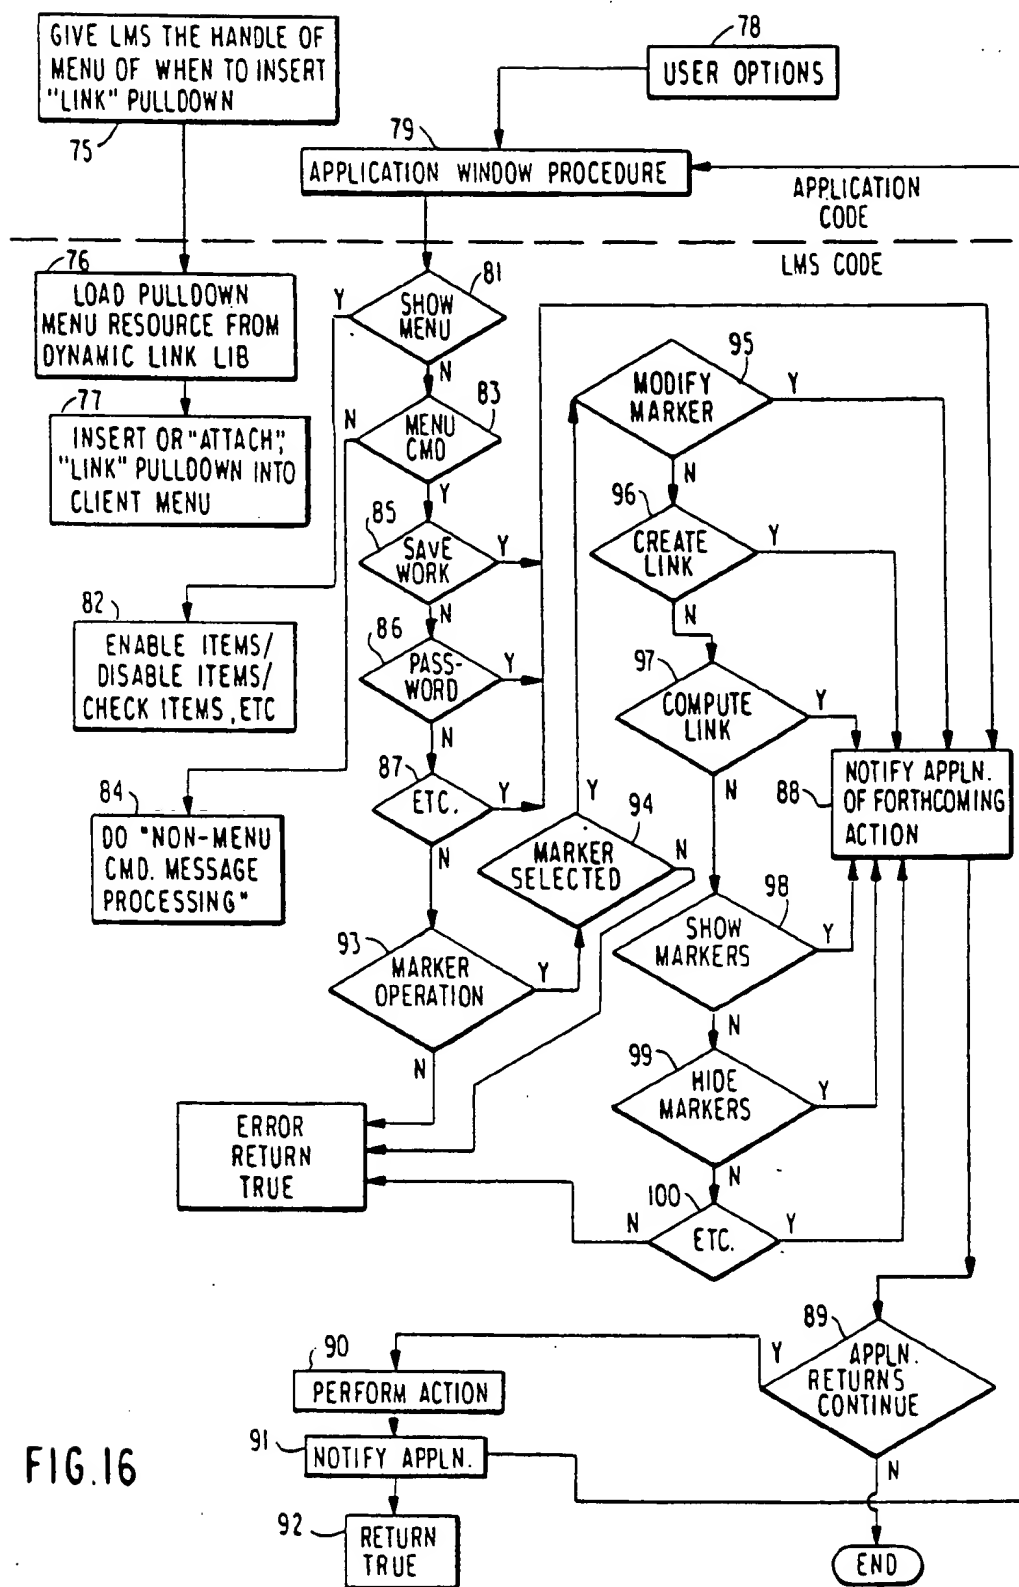 GIVE LMS THE HANDLE OF
MENU OF WHEN TO INSERT
"LINK" PULLDOWN
75
78
USER OPTIONS
79
APPLICATION WINDOW PROCEDURE
APPLICATION
CODE
LMS CODE
76
LOAD PULLDOWN
MENU RESOURCE FROM
DYNAMIC LINK LIB
77
INSERT OR "ATTACH",
"LINK" PULLDOWN INTO
CLIENT MENU
81
Y
SHOW
MENU
N
83
N
MENU
CMD
Y
85
SAVE
WORK
Y
N
86
PASS-
WORD
Y
N
87
ETC.
Y
N
82
ENABLE ITEMS/
DISABLE ITEMS/
CHECK ITEMS, ETC
84
DO "NON-MENU
CMD. MESSAGE
PROCESSING"
93
MARKER
OPERATION
Y
N
94
Y
MARKER
SELECTED
N
95
MODIFY
MARKER
Y
N
96
CREATE
LINK
Y
N
97
COMPUTE
LINK
Y
N
88
NOTIFY APPLN.
OF FORTHCOMING
ACTION
98
SHOW
MARKERS
Y
N
99
HIDE
MARKERS
Y
N
100
N
ETC.
Y
ERROR
RETURN
TRUE
89
Y
APPLN.
RETURNS
CONTINUE
N
90
PERFORM ACTION
91
NOTIFY APPLN.
92
RETURN
TRUE
END
FIG.16